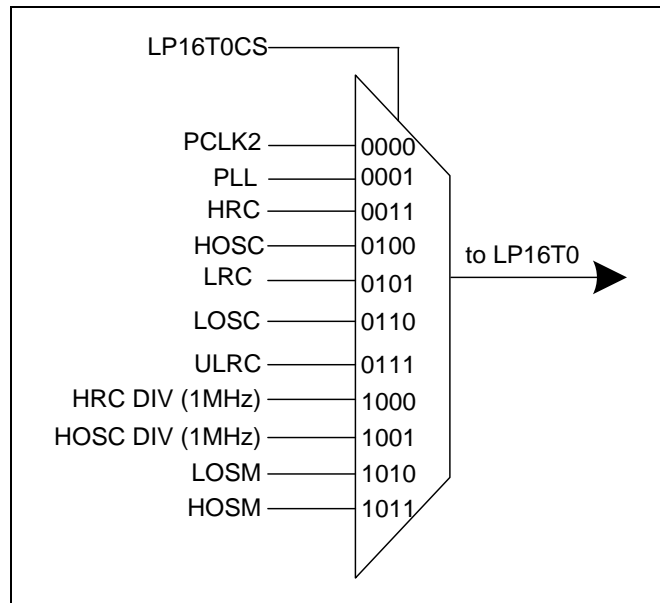 LP16T0CS
PCLK2 0000
PLL 0001
HRC 0011
HOSC 0100
to LP16T0
LRC 0101
LOSC 0110
ULRC 0111
HRC DIV (1MHz) 1000
HOSC DIV (1MHz) 1001
LOSM 1010
HOSM 1011